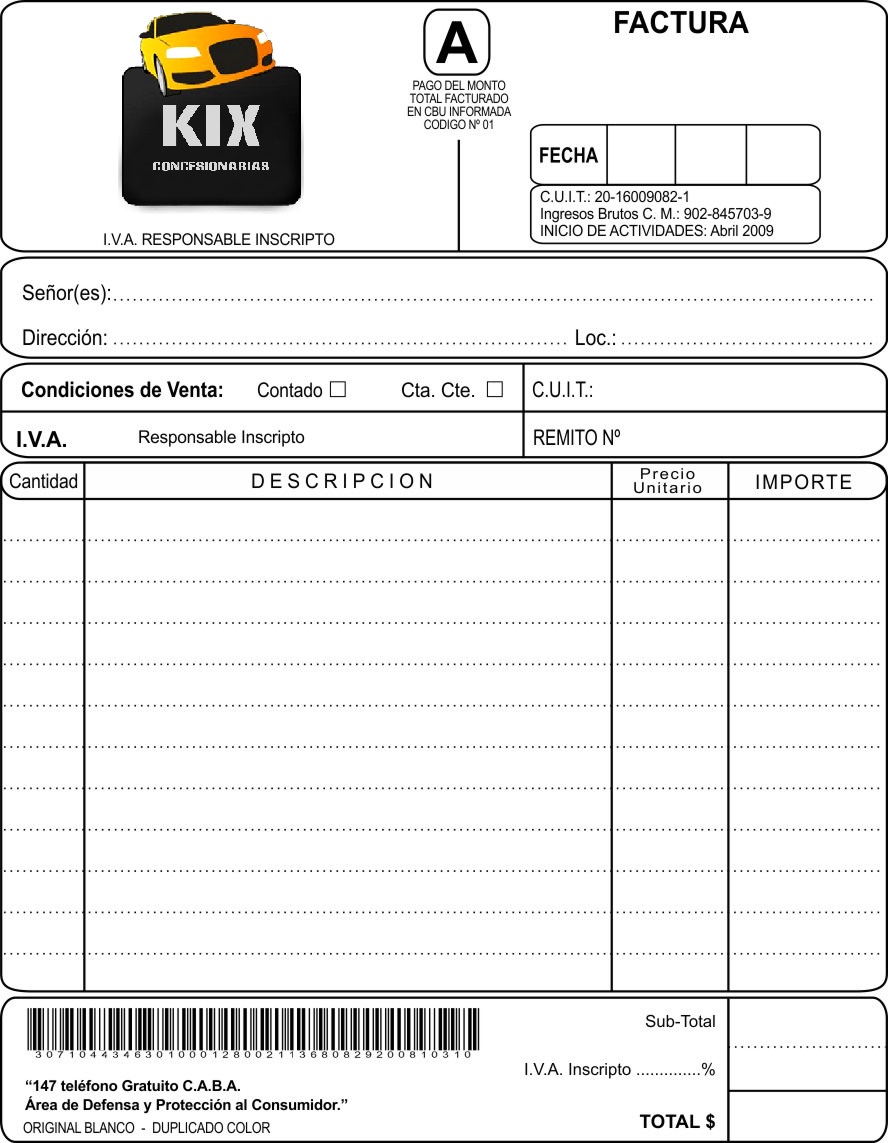 FACTURA
A
PAGO DEL MONTO
TOTAL FACTURADO
EN CBU INFORMADA
CODIGO Nº 01
KIX
CONCESIONARIAS
I.V.A. RESPONSABLE INSCRIPTO
FECHA
C.U.I.T.: 20-16009082-1
Ingresos Brutos C. M.: 902-845703-9
INICIO DE ACTIVIDADES: Abril 2009
Señor(es):
Dirección: Loc.:
Condiciones de Venta: Contado ☐ Cta. Cte. ☐ C.U.I.T.:
I.V.A. Responsable Inscripto REMITO Nº
Cantidad DESCRIPCION Precio Unitario IMPORTE
Sub-Total
307104434630100012800211368082920081031​0
I.V.A. Inscripto ..............%
“147 teléfono Gratuito C.A.B.A.
Área de Defensa y Protección al Consumidor.”
TOTAL $
ORIGINAL BLANCO - DUPLICADO COLOR